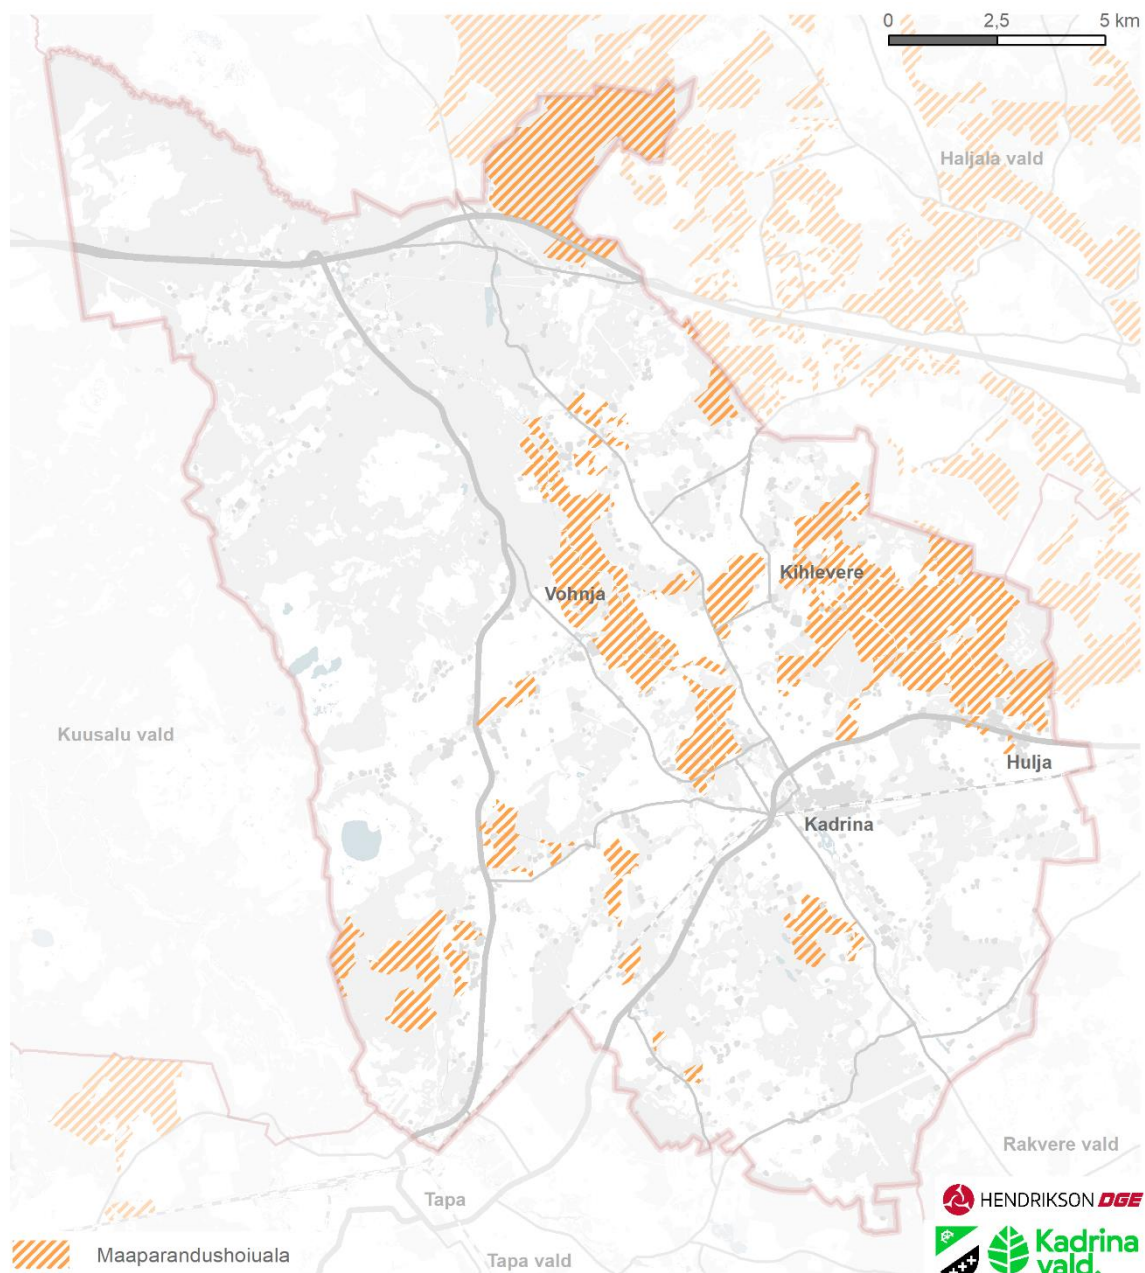 0 2,5 5 km
Haljala vald
Kihlevere
Vohnja
Kuusalu vald
Hulja
Kadrina
Rakvere vald
Tapa
Tapa vald
HENDRIKSON DGE
Kadrina
vald.
Maaparandushoiuala